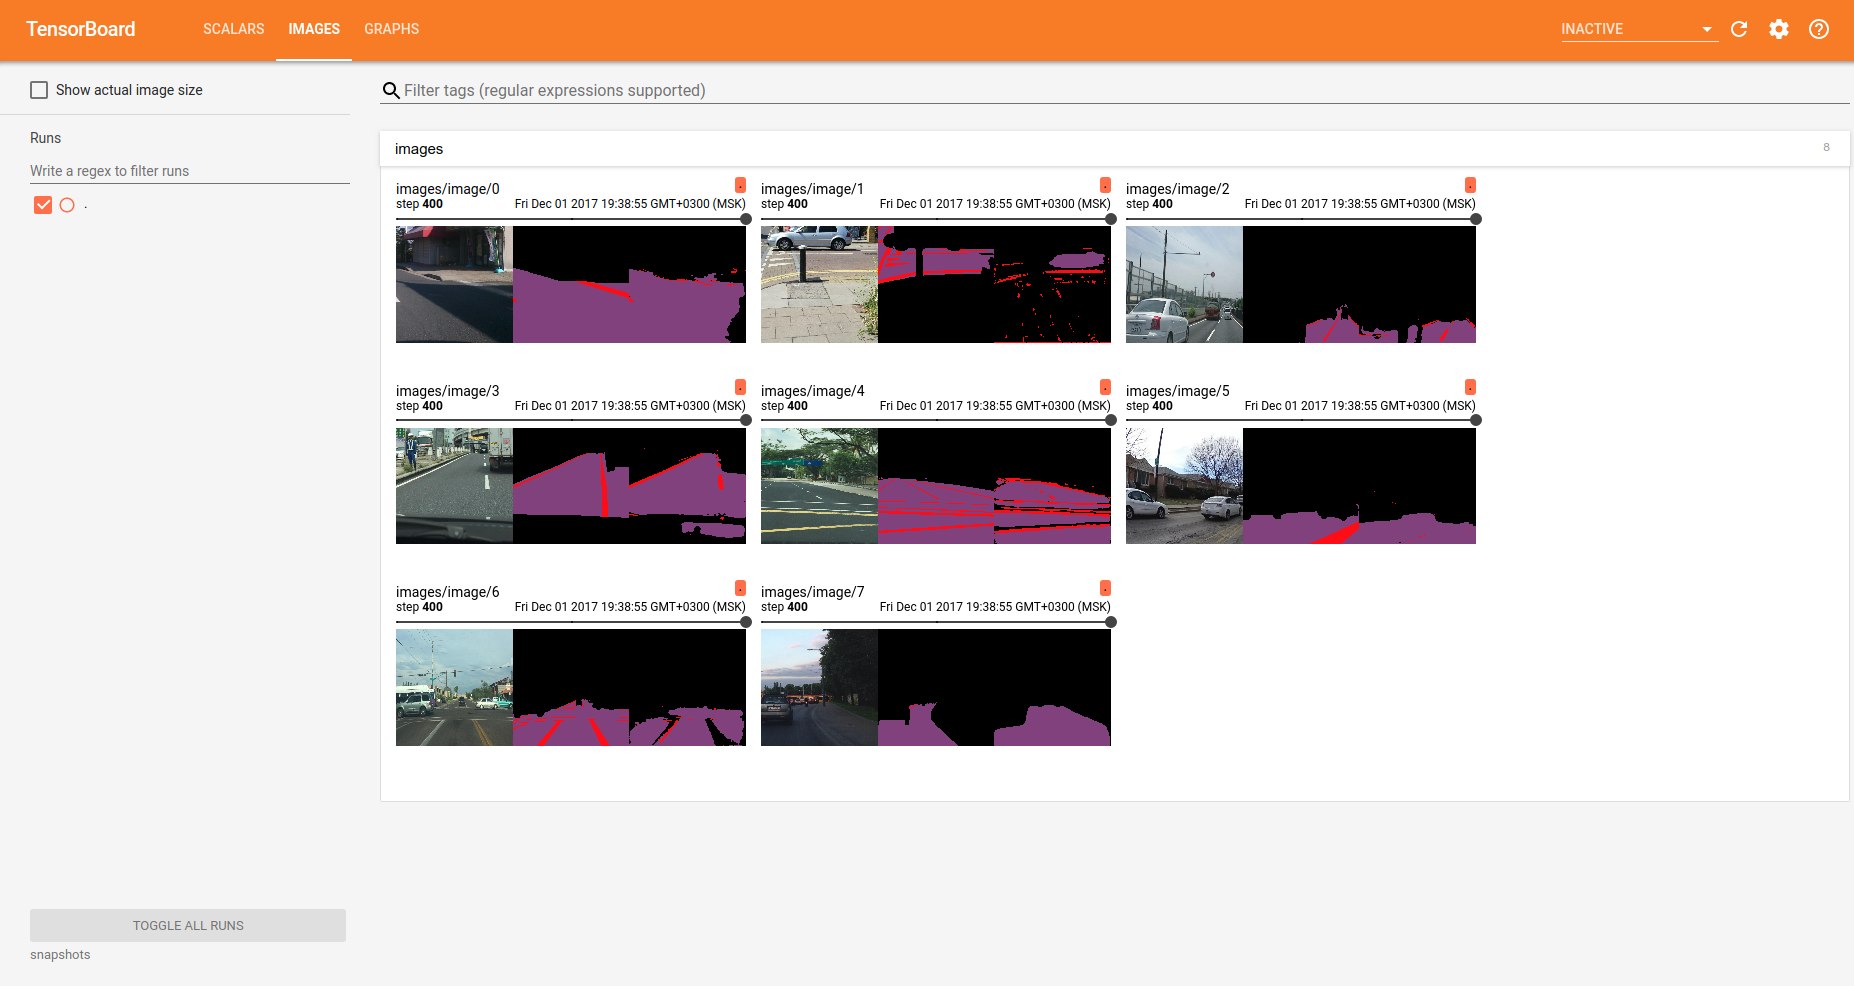 TensorBoard SCALARS IMAGES GRAPHS INACTIVE
Show actual image size
Filter tags (regular expressions supported)
Runs
Write a regex to filter runs
.
images 8
images/image/0 .
step 400 Fri Dec 01 2017 19:38:55 GMT+0300 (MSK)
images/image/1 .
step 400 Fri Dec 01 2017 19:38:55 GMT+0300 (MSK)
images/image/2 .
step 400 Fri Dec 01 2017 19:38:55 GMT+0300 (MSK)
images/image/3 .
step 400 Fri Dec 01 2017 19:38:55 GMT+0300 (MSK)
images/image/4 .
step 400 Fri Dec 01 2017 19:38:55 GMT+0300 (MSK)
images/image/5 .
step 400 Fri Dec 01 2017 19:38:55 GMT+0300 (MSK)
images/image/6 .
step 400 Fri Dec 01 2017 19:38:55 GMT+0300 (MSK)
images/image/7 .
step 400 Fri Dec 01 2017 19:38:55 GMT+0300 (MSK)
TOGGLE ALL RUNS
snapshots